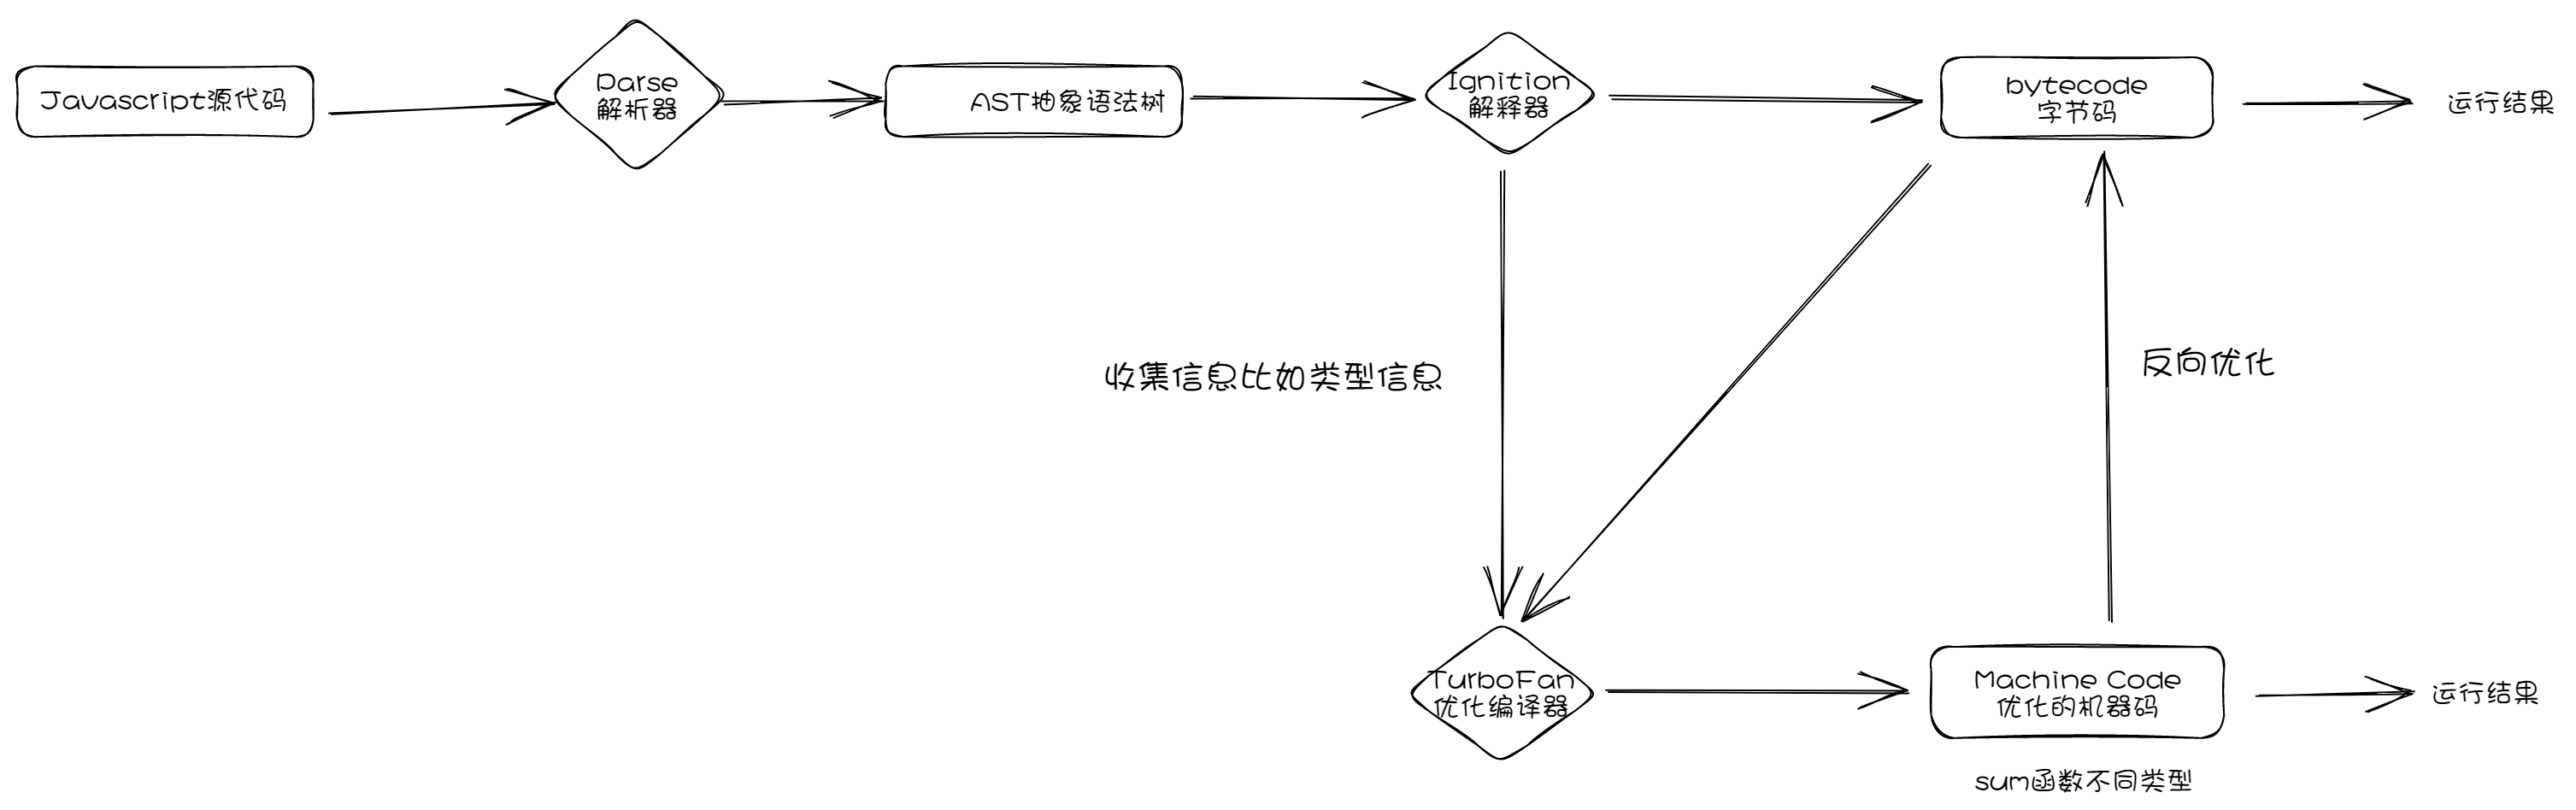 Javascript源代码
Parse
解析器
AST抽象语法树
Ignition
解释器
bytecode
字节码
运行结果
收集信息比如类型信息
反向优化
TurboFan
优化编译器
Machine Code
优化的机器码
运行结果
sum函数不同类型